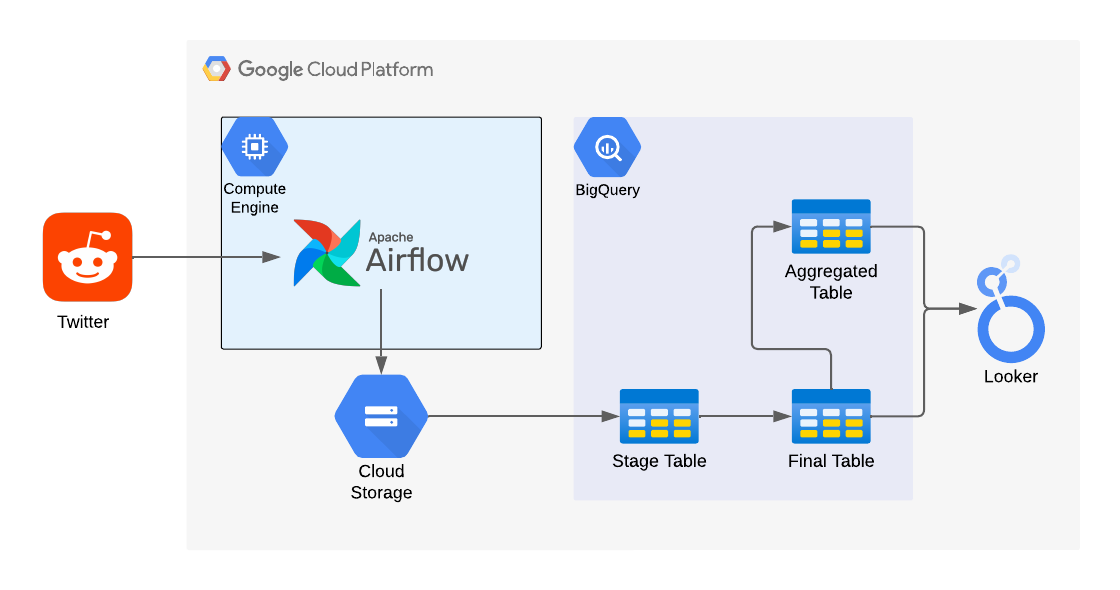 Google Cloud Platform
Compute
Engine
Apache
Airflow
Twitter
Cloud
Storage
BigQuery
Aggregated
Table
Stage Table
Final Table
Looker